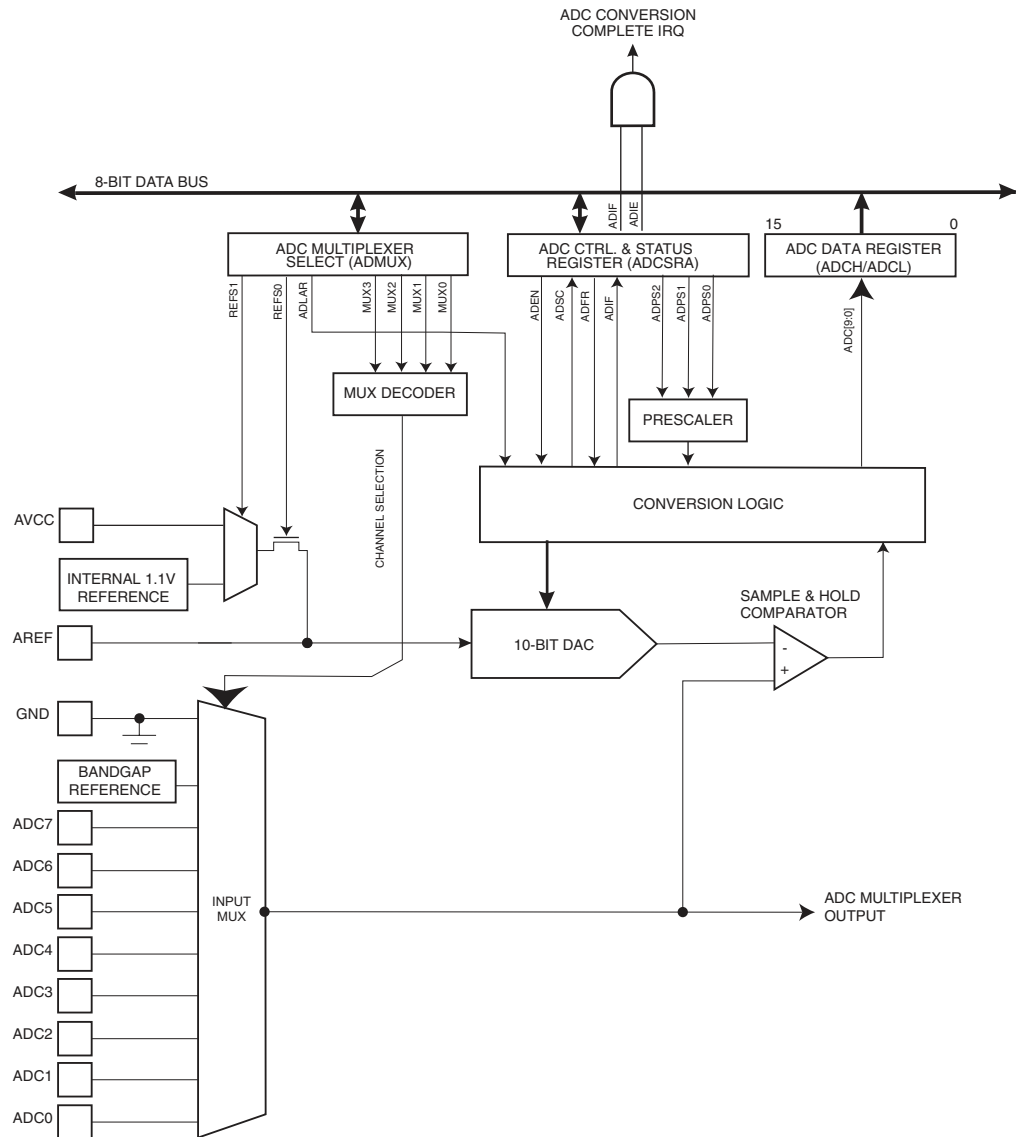 ADC CONVERSION
COMPLETE IRQ
8-BIT DATA BUS
ADIF
ADIE
15
0
ADC MULTIPLEXER
SELECT (ADMUX)
ADC CTRL. & STATUS
REGISTER (ADCSRA)
ADC DATA REGISTER
(ADCH/ADCL)
REFS1
REFS0
ADLAR
MUX3
MUX2
MUX1
MUX0
ADEN
ADSC
ADFR
ADIF
ADPS2
ADPS1
ADPS0
ADC[9:0]
MUX DECODER
PRESCALER
CHANNEL SELECTION
CONVERSION LOGIC
AVCC
INTERNAL 1.1V
REFERENCE
SAMPLE & HOLD
COMPARATOR
AREF
10-BIT DAC
-
+
GND
BANDGAP
REFERENCE
ADC7
ADC6
ADC5
ADC4
ADC3
ADC2
ADC1
ADC0
INPUT
MUX
ADC MULTIPLEXER
OUTPUT